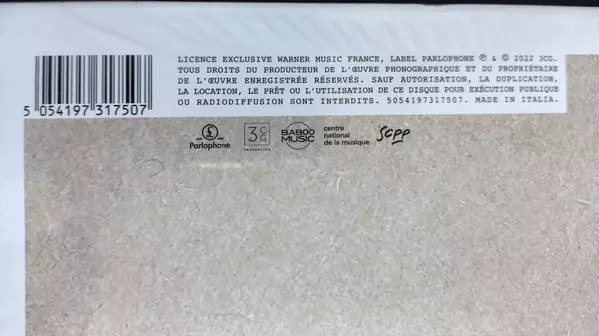 LICENCE EXCLUSIVE WARNER MUSIC FRANCE, LABEL PARLOPHONE ℗ & © 2022 3CG.
TOUS DROITS DU PRODUCTEUR DE L'ŒUVRE PHONOGRAPHIQUE ET DU PROPRIÉTAIRE
DE L'ŒUVRE ENREGISTRÉE RÉSERVÉS. SAUF AUTORISATION, LA DUPLICATION,
LA LOCATION, LE PRÊT OU L'UTILISATION DE CE DISQUE POUR EXÉCUTION PUBLIQUE
OU RADIODIFFUSION SONT INTERDITS. 5054197317507. MADE IN ITALIA.
5 054197 317507
Parlophone
3CG
PRODUCTION
BABOO
MUSIC
centre
national
de la musique
scpp